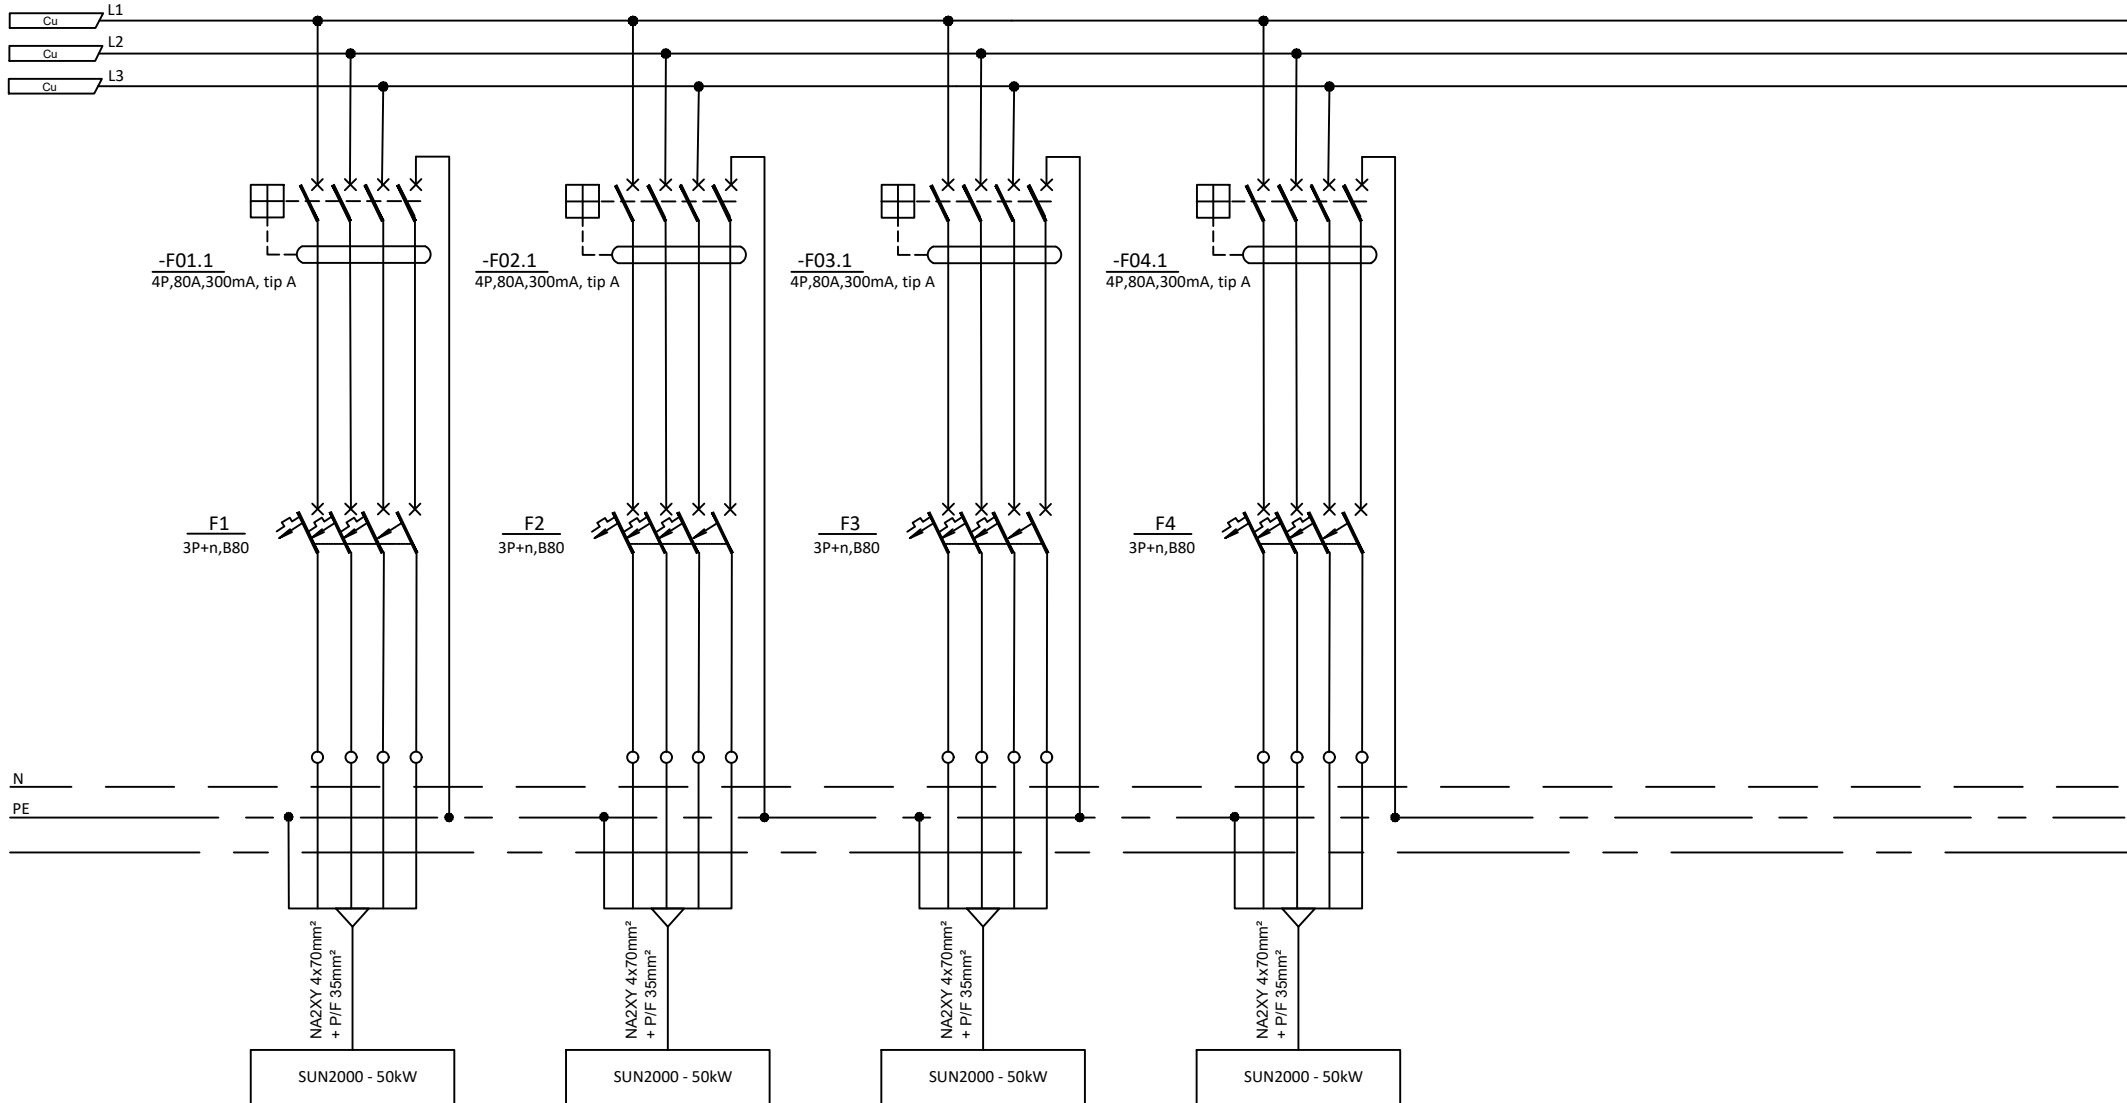 Cu L1
Cu L2
Cu L3
-F01.1
4P,80A,300mA, tip A
-F02.1
4P,80A,300mA, tip A
-F03.1
4P,80A,300mA, tip A
-F04.1
4P,80A,300mA, tip A
F1
3P+n,B80
F2
3P+n,B80
F3
3P+n,B80
F4
3P+n,B80
N
PE
NA2XY 4x70mm²
+ P/F 35mm²
NA2XY 4x70mm²
+ P/F 35mm²
NA2XY 4x70mm²
+ P/F 35mm²
NA2XY 4x70mm²
+ P/F 35mm²
SUN2000 - 50kW
SUN2000 - 50kW
SUN2000 - 50kW
SUN2000 - 50kW